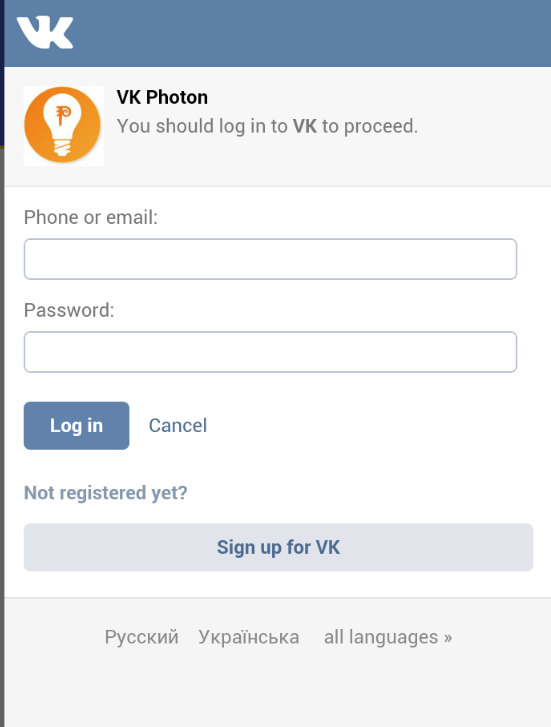 VK Photon
You should log in to VK to proceed.
Phone or email:
Password:
Log in Cancel
Not registered yet?
Sign up for VK
Русский Українська all languages »